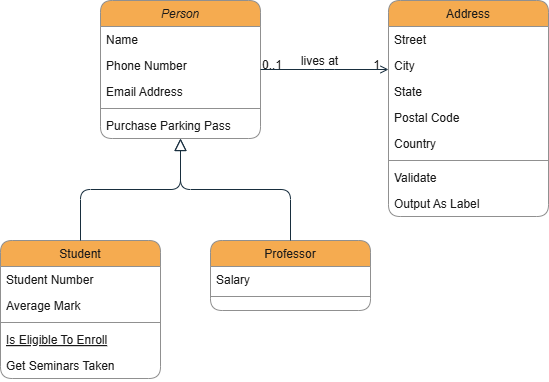 Person
Name
Phone Number
Email Address
Purchase Parking Pass
0..1 lives at 1
Address
Street
City
State
Postal Code
Country
Validate
Output As Label
Student
Student Number
Average Mark
Is Eligible To Enroll
Get Seminars Taken
Professor
Salary